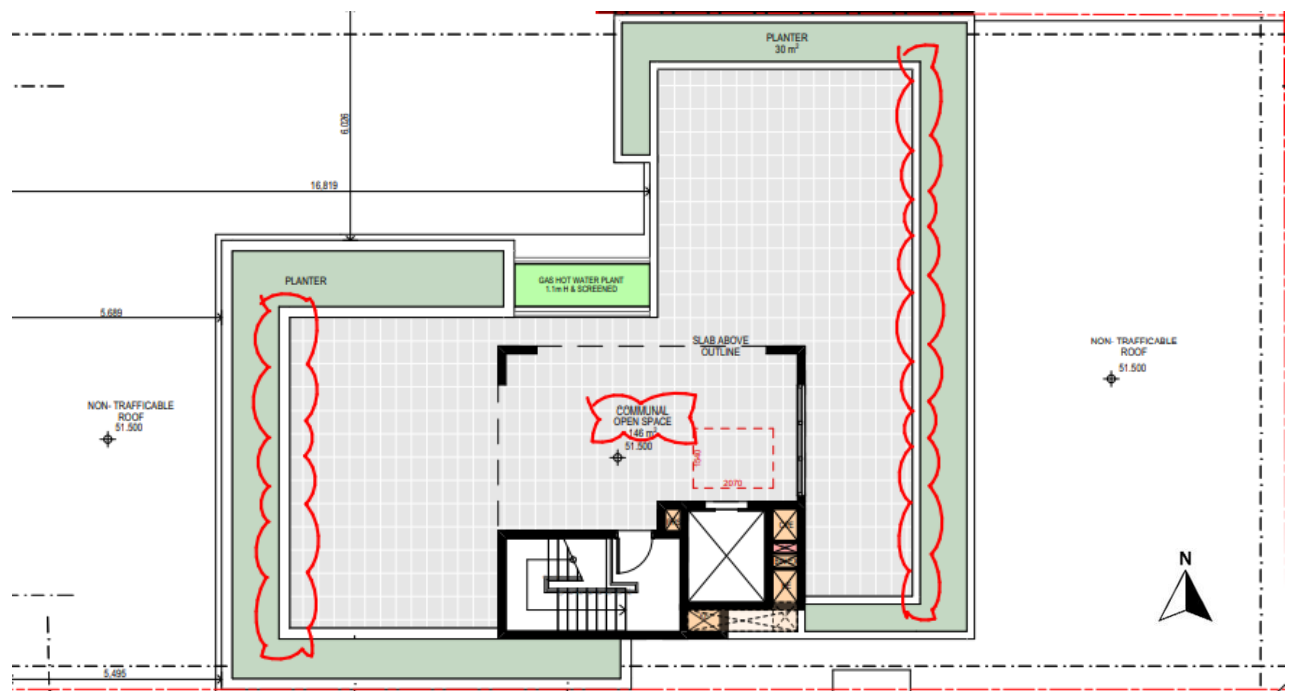 PLANTER
30 m²
6,026
16,819
PLANTER
GAS HOT WATER PLANT
1.1m H & SCREENED
5,689
SLAB ABOVE
OUTLINE
NON- TRAFFICABLE
ROOF
51.500
NON- TRAFFICABLE
ROOF
51.500
COMMUNAL
OPEN SPACE
146 m²
51.500
2070
N
5,495